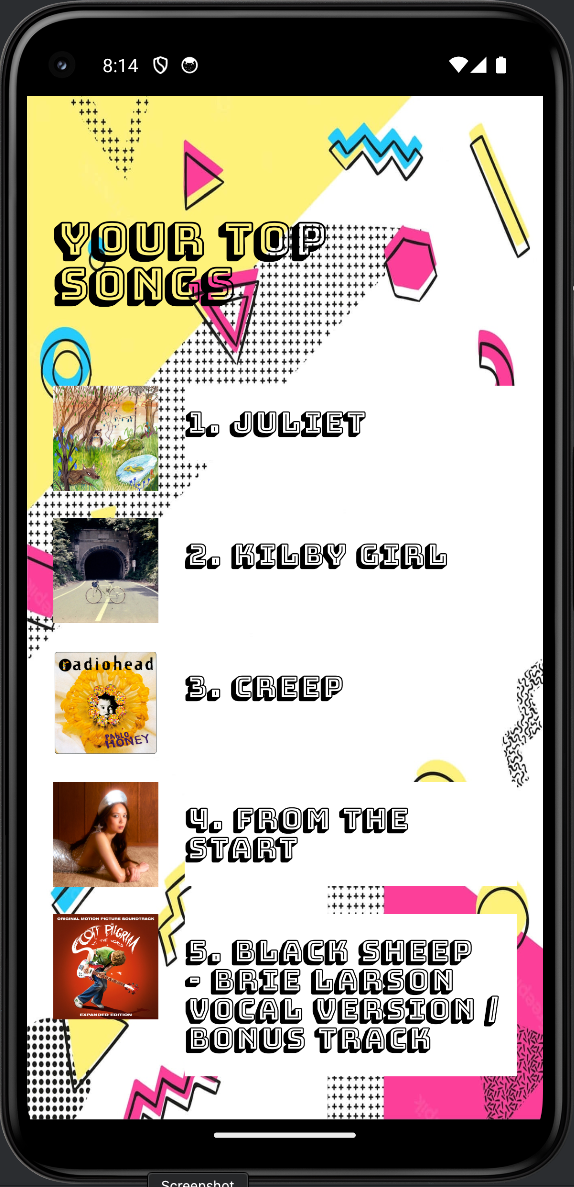 8:14
YOUR TOP
SONGS
1. JULIET
2. KILBY GIRL
radiohead
PABLO
HONEY
3. CREEP
4. FROM THE
START
ORIGINAL MOTION PICTURE SOUNDTRACK
SCOTT PILGRIM
VS. THE WORLD
EXPANDED EDITION
5. BLACK SHEEP
- BRIE LARSON
VOCAL VERSION /
BONUS TRACK
Screenshot